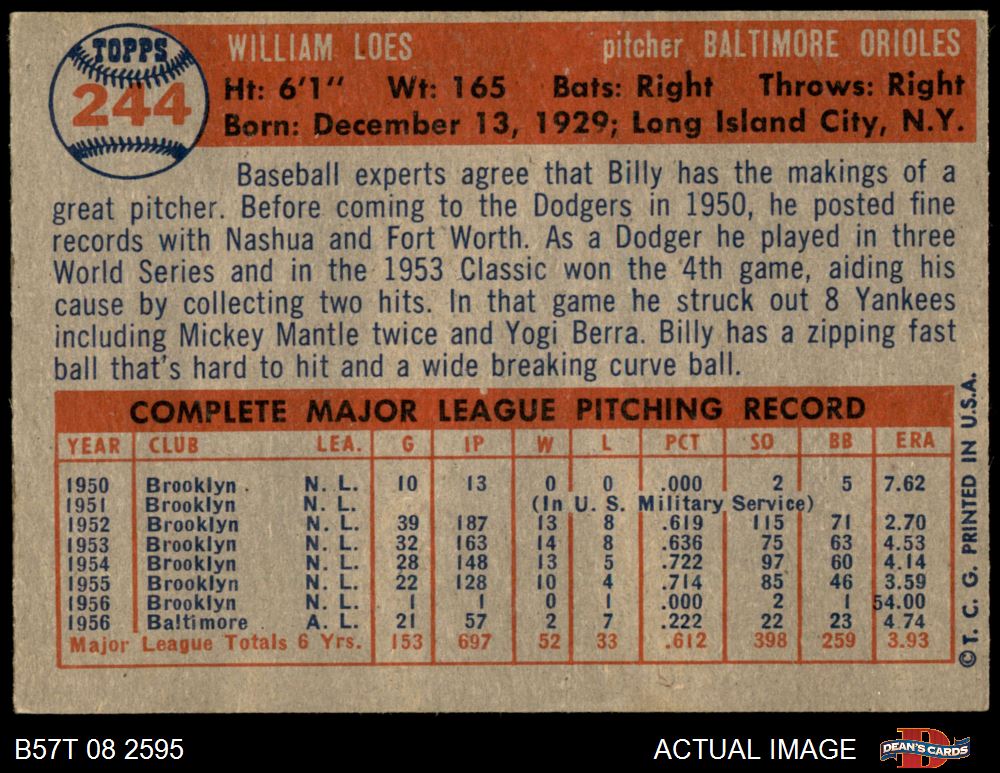 TOPPS
244
WILLIAM LOES pitcher BALTIMORE ORIOLES
Ht: 6'1" Wt: 165 Bats: Right Throws: Right
Born: December 13, 1929; Long Island City, N.Y.
Baseball experts agree that Billy has the makings of a
great pitcher. Before coming to the Dodgers in 1950, he posted fine
records with Nashua and Fort Worth. As a Dodger he played in three
World Series and in the 1953 Classic won the 4th game, aiding his
cause by collecting two hits. In that game he struck out 8 Yankees
including Mickey Mantle twice and Yogi Berra. Billy has a zipping fast
ball that's hard to hit and a wide breaking curve ball.
COMPLETE MAJOR LEAGUE PITCHING RECORD
YEAR CLUB LEA. G IP W L PCT SO BB ERA
1950 Brooklyn N. L. 10 13 0 0 .000 2 5 7.62
1951 Brooklyn N. L. (In U. S. Military Service)
1952 Brooklyn N. L. 39 187 13 8 .619 115 71 2.70
1953 Brooklyn N. L. 32 163 14 8 .636 75 63 4.53
1954 Brooklyn N. L. 28 148 13 5 .722 97 60 4.14
1955 Brooklyn N. L. 22 128 10 4 .714 85 46 3.59
1956 Brooklyn N. L. 1 1 0 1 .000 2 1 54.00
1956 Baltimore A. L. 21 57 2 7 .222 22 23 4.74
Major League Totals 6 Yrs. 153 697 52 33 .612 398 259 3.93
©T. C. G. PRINTED IN U.S.A.
B57T 08 2595 ACTUAL IMAGE DEAN'S CARDS